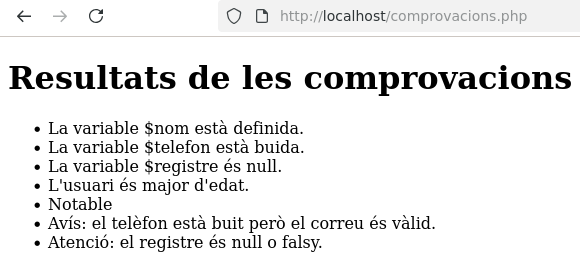 http://localhost/comprovacions.php
Resultats de les comprovacions
• La variable $nom està definida.
• La variable $telefon està buida.
• La variable $registre és null.
• L'usuari és major d'edat.
• Notable
• Avís: el telèfon està buit però el correu és vàlid.
• Atenció: el registre és null o falsy.